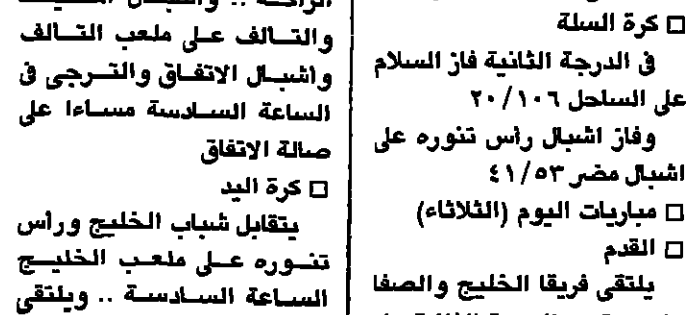 □ كرة السلة
فى الدرجة الثانية فاز السلام
على الساحل ٢٠/١٠٦
وفاز اشبال راس تنوره على
اشبال مضر ٤١/٥٣
□ مباريات اليوم (الثلاثاء)
□ القدم
يلتقى فريقا الخليج والصفا
والتالف على ملعب التالف
واشبال الاتفاق والترجى فى
الساعة السادسة مساءا على
صالة الاتفاق
□ كرة اليد
يتقابل شباب الخليج وراس
تنوره على ملعب الخليج
الساعة السادسة .. ويلتقى